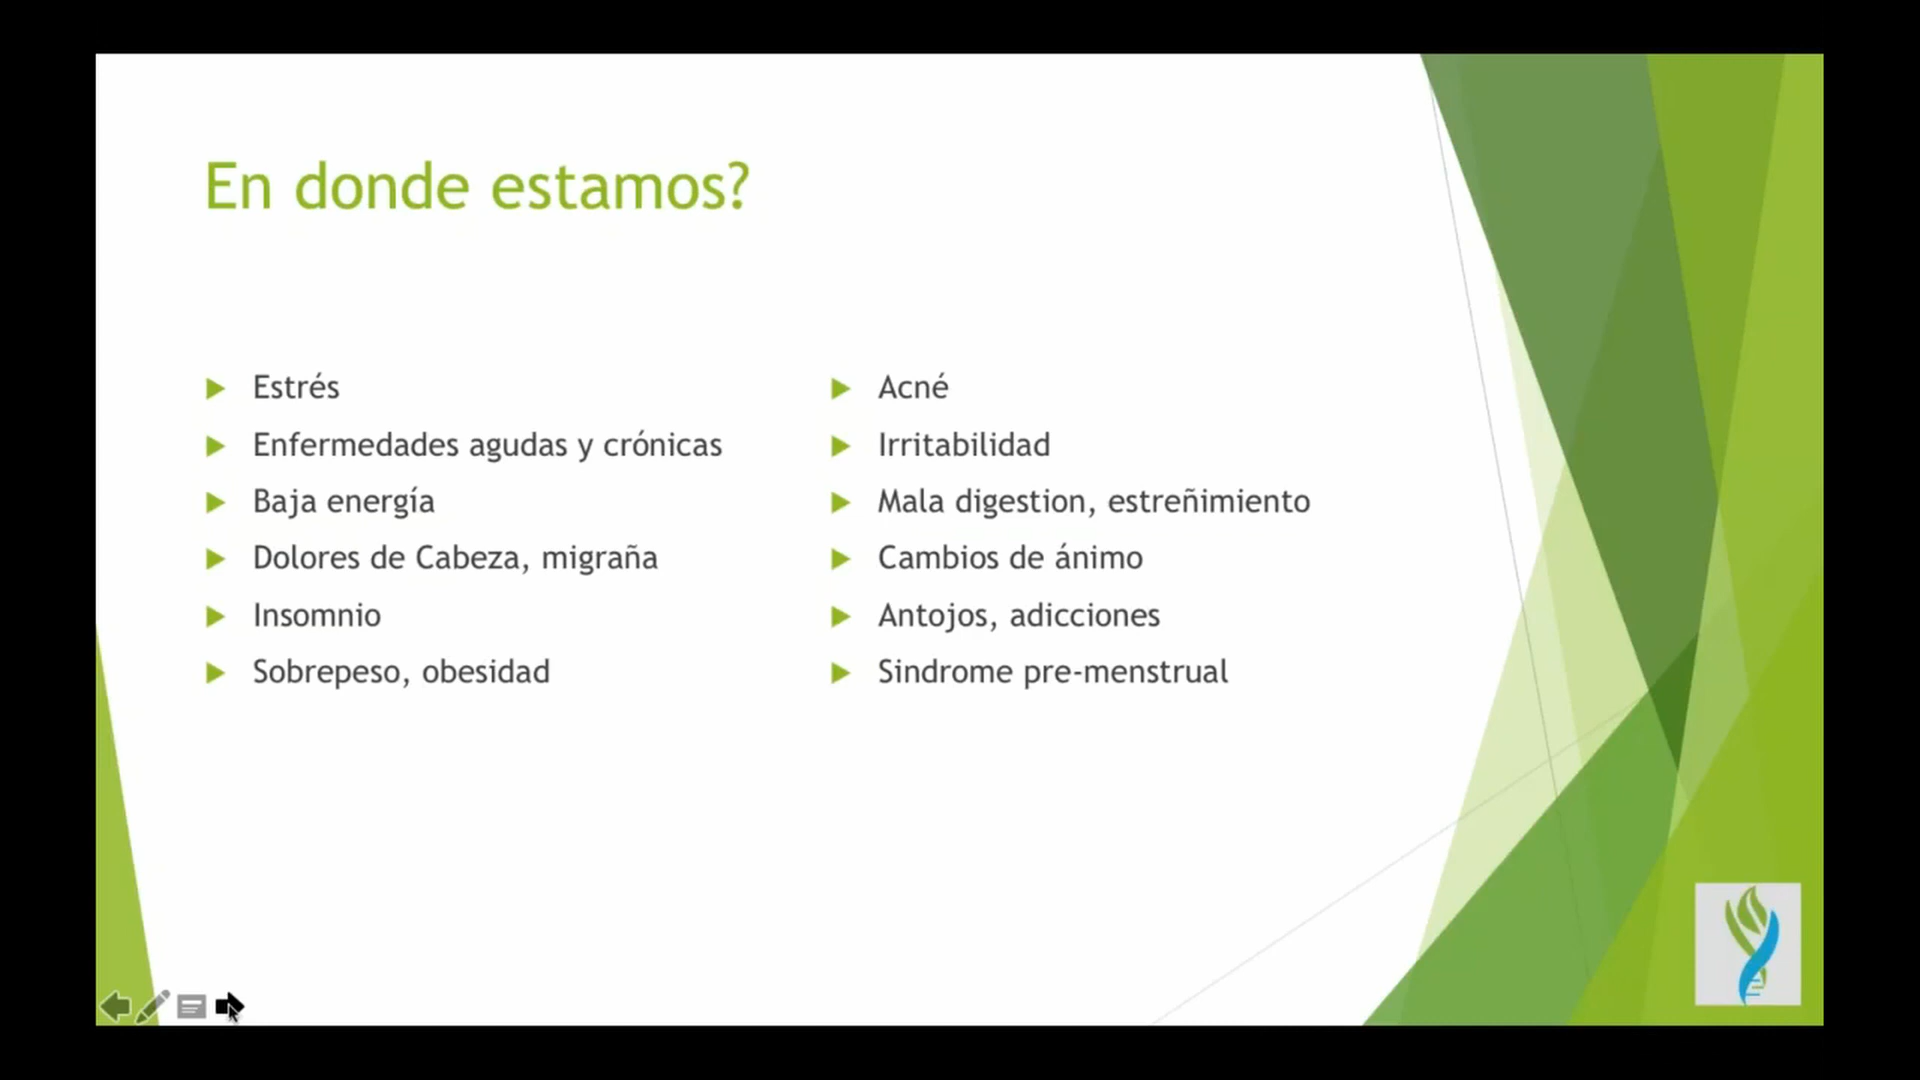 En donde estamos?
Estrés
Enfermedades agudas y crónicas
Baja energía
Dolores de Cabeza, migraña
Insomnio
Sobrepeso, obesidad
Acné
Irritabilidad
Mala digestion, estreñimiento
Cambios de ánimo
Antojos, adicciones
Sindrome pre-menstrual